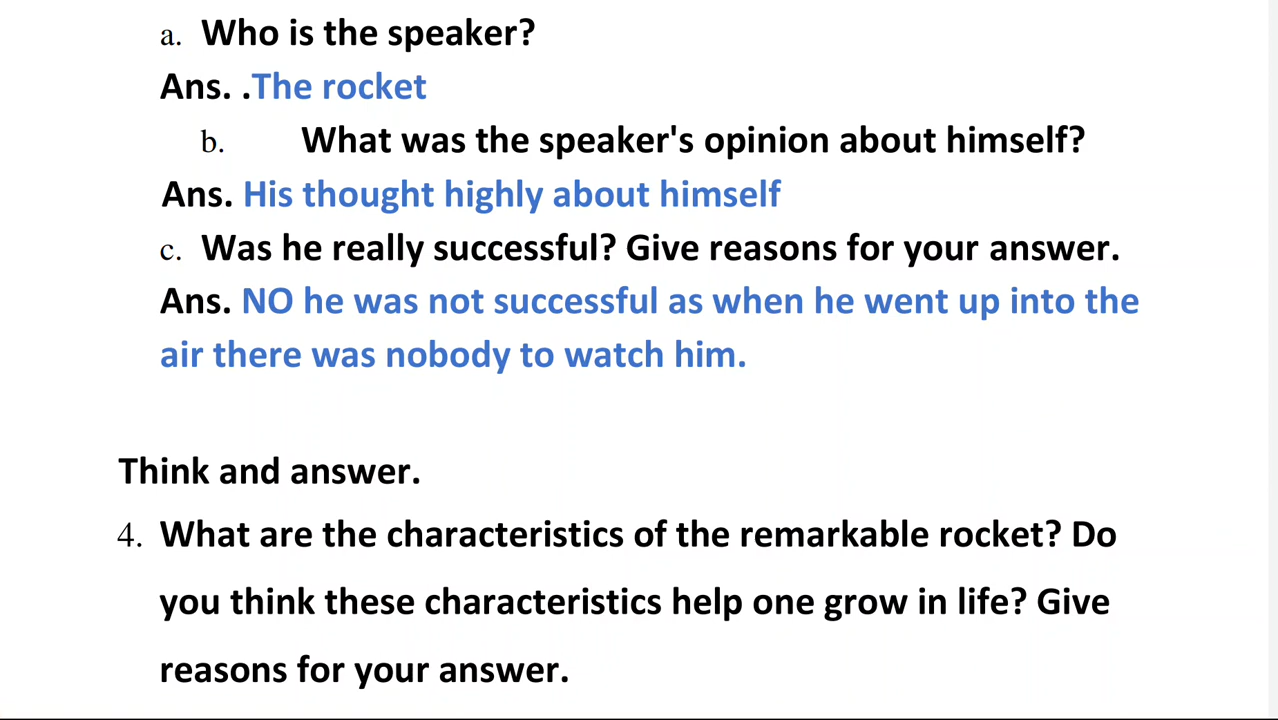 a. Who is the speaker?
Ans. .The rocket
b. What was the speaker's opinion about himself?
Ans. His thought highly about himself
c. Was he really successful? Give reasons for your answer.
Ans. NO he was not successful as when he went up into the
air there was nobody to watch him.
Think and answer.
4. What are the characteristics of the remarkable rocket? Do
you think these characteristics help one grow in life? Give
reasons for your answer.